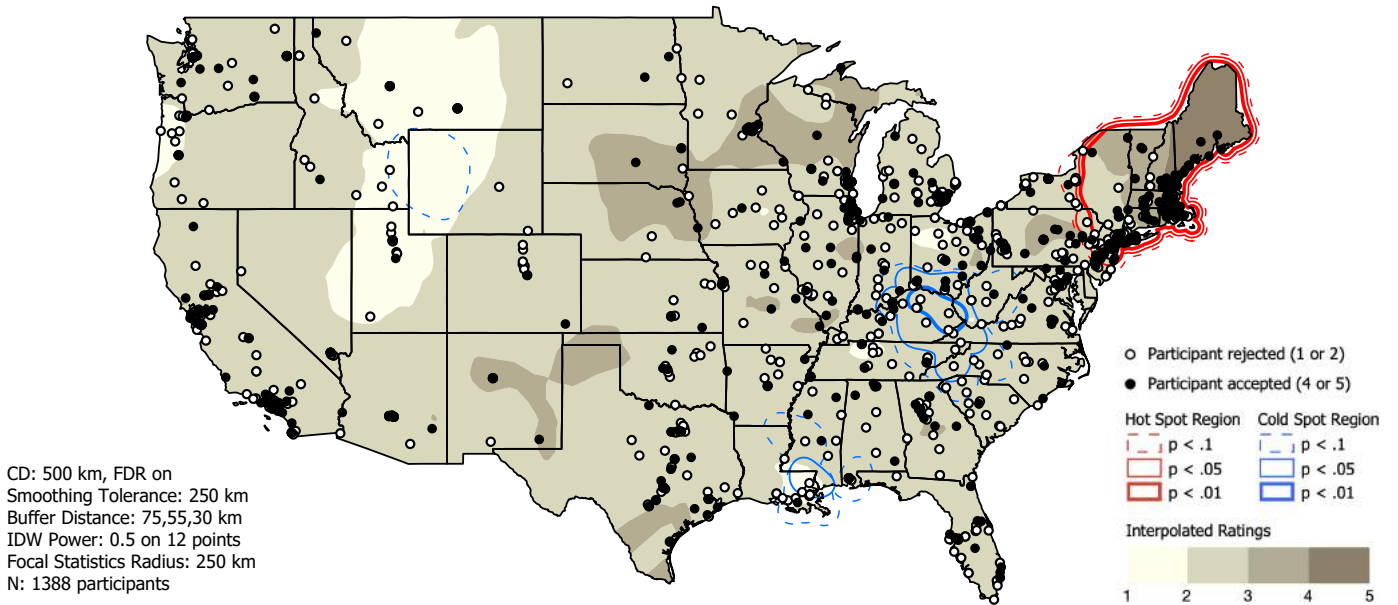 Participant rejected (1 or 2)
Participant accepted (4 or 5)
Hot Spot Region Cold Spot Region
p < .1 p < .1
p < .05 p < .05
p < .01 p < .01
Interpolated Ratings
1 2 3 4 5
CD: 500 km, FDR on
Smoothing Tolerance: 250 km
Buffer Distance: 75,55,30 km
IDW Power: 0.5 on 12 points
Focal Statistics Radius: 250 km
N: 1388 participants